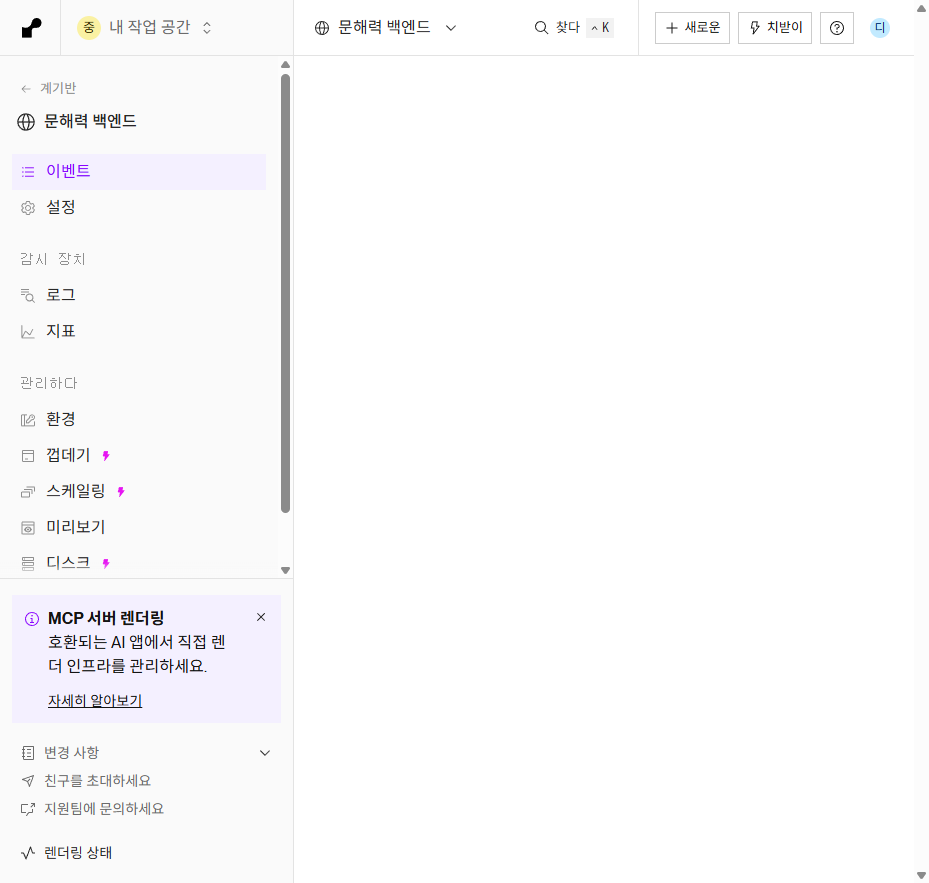 중 내 작업 공간
문해력 백엔드
찾다 ^ K
+ 새로운
치받이
디
← 계기반
문해력 백엔드
이벤트
설정
감시 장치
로그
지표
관리하다
환경
껍데기
스케일링
미리보기
디스크
MCP 서버 렌더링
호환되는 AI 앱에서 직접 렌
더 인프라를 관리하세요.
자세히 알아보기
변경 사항
친구를 초대하세요
지원팀에 문의하세요
렌더링 상태